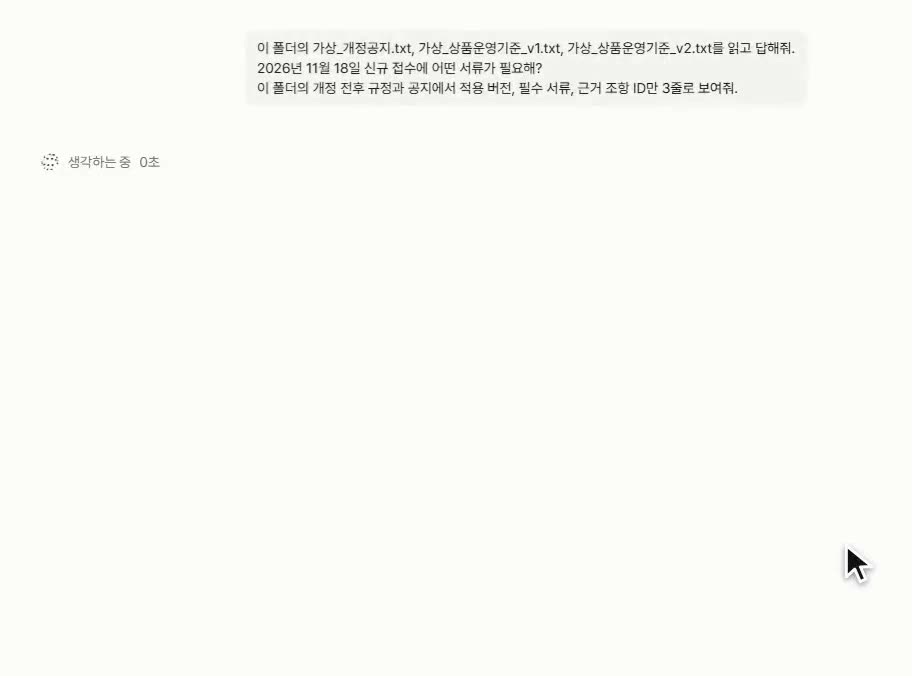 이 폴더의 가상_개정공지.txt, 가상_상품운영기준_v1.txt, 가상_상품운영기준_v2.txt를 읽고 답해줘.
2026년 11월 18일 신규 접수에 어떤 서류가 필요해?
이 폴더의 개정 전후 규정과 공지에서 적용 버전, 필수 서류, 근거 조항 ID만 3줄로 보여줘.
생각하는 중 0초